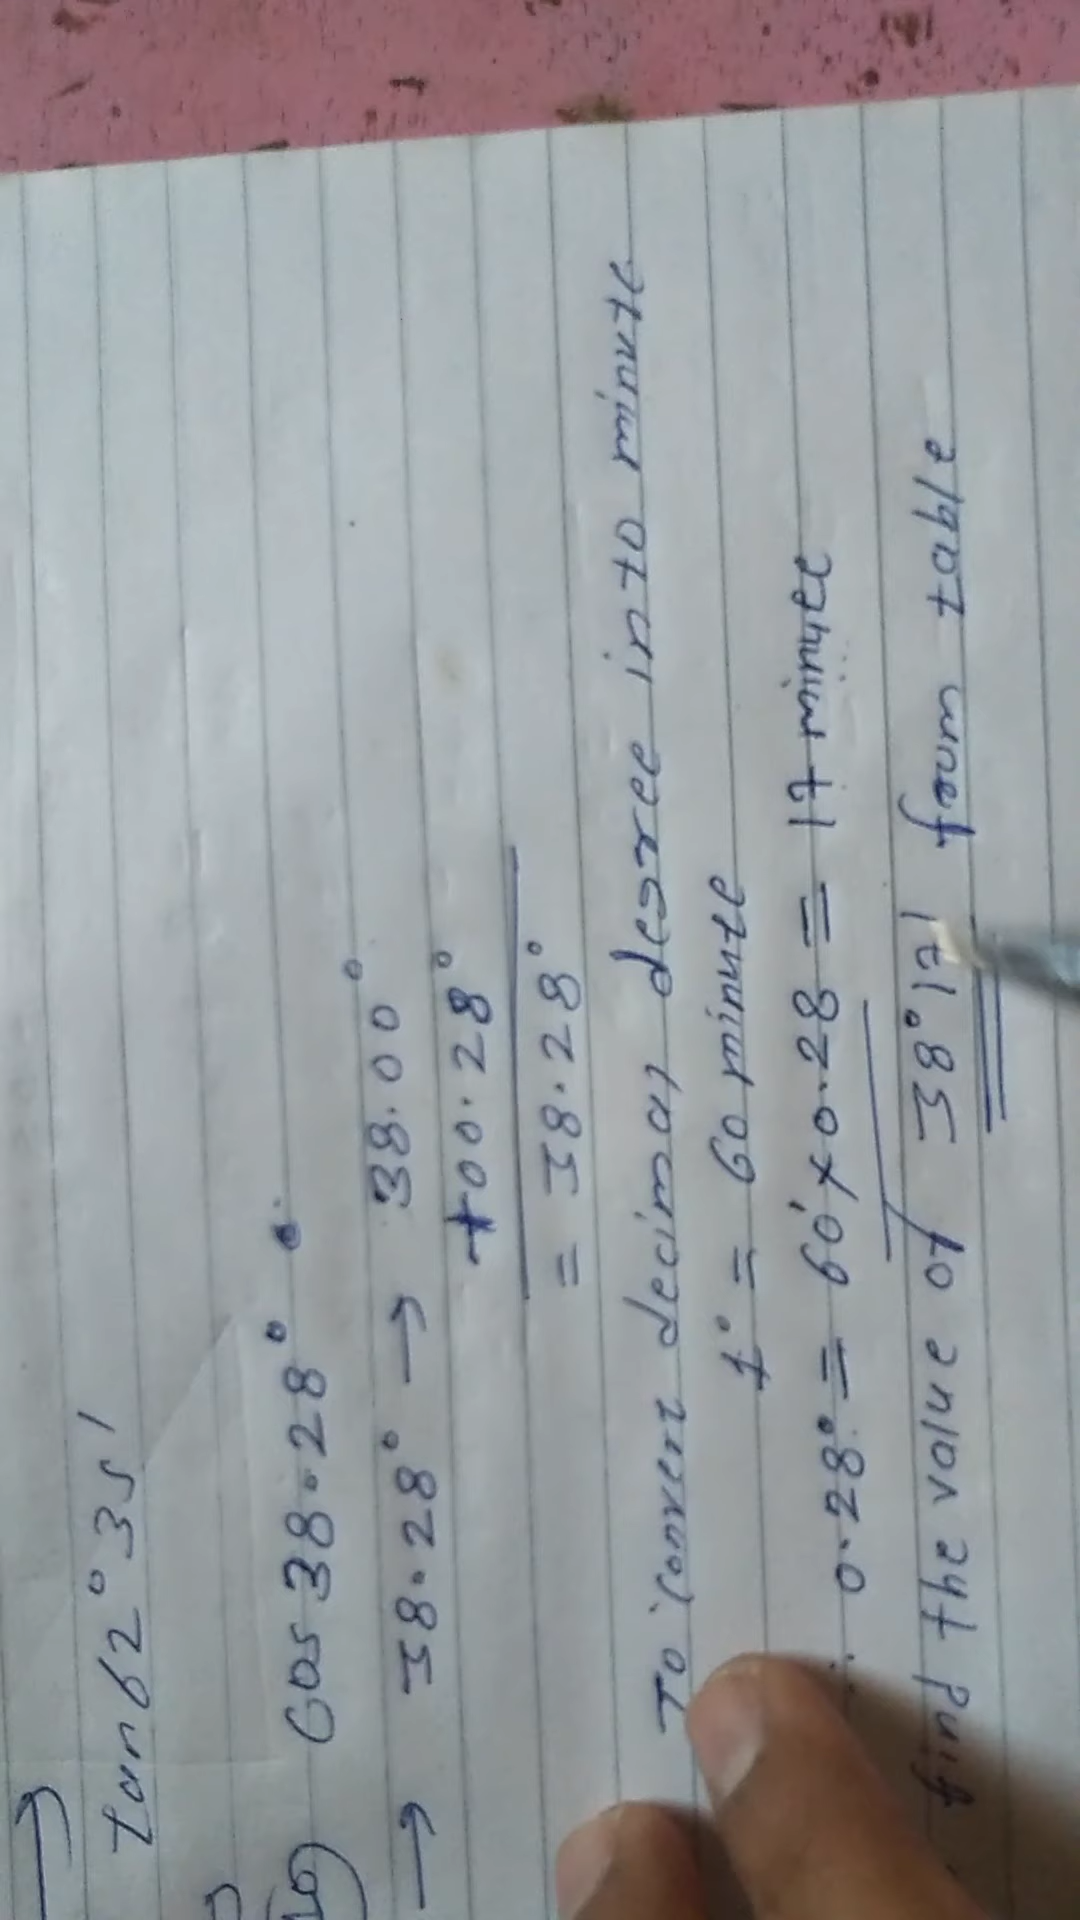 tan 62° 35'
Cos 38.28°
→ 38.28° → 38.00°
+00.28°
= 38.28°
To convert decimal degree into minute
1° = 60 minute
∴ 0.28° = 60' × 0.28 = 17 minute
find the value of 38° 17' from table